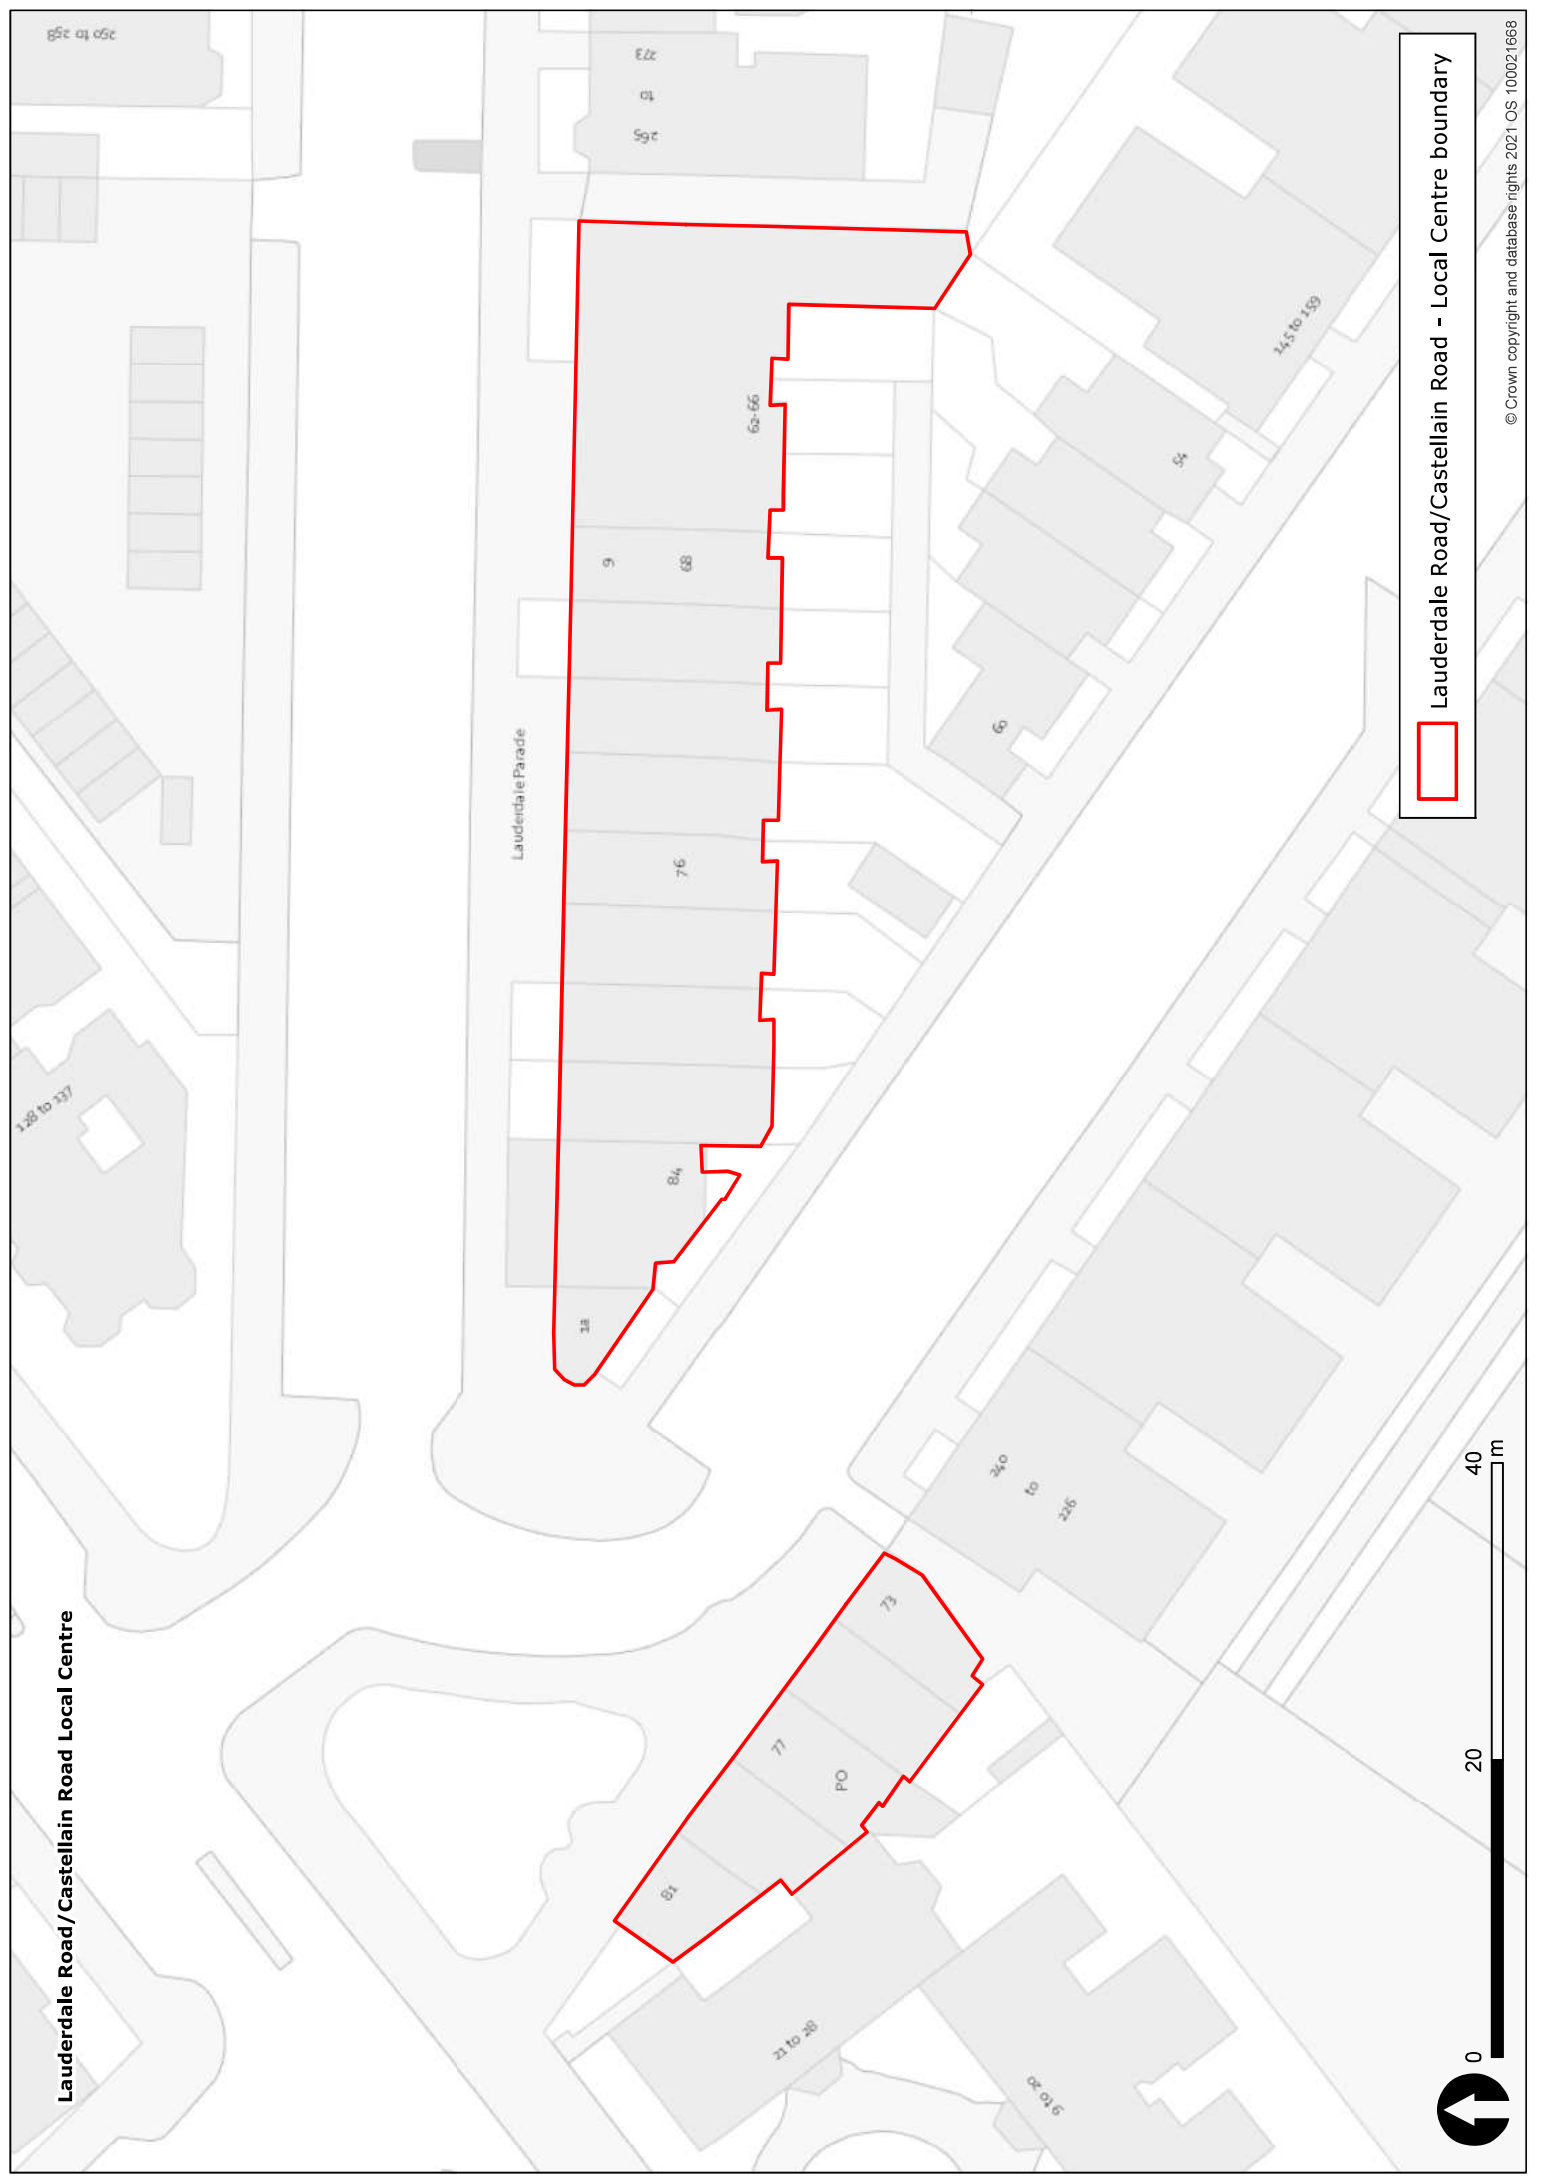 Lauderdale Road/Castellain Road Local Centre
128 to 137
250 to 258
Lauderdale Parade
273
to
265
9
68
62-66
76
84
1a
54
60
145 to 159
81
77
PO
73
240
to
226
21 to 28
9 to 20
0
20
40
m
Lauderdale Road/Castellain Road - Local Centre boundary
© Crown copyright and database rights 2021 OS 100021668